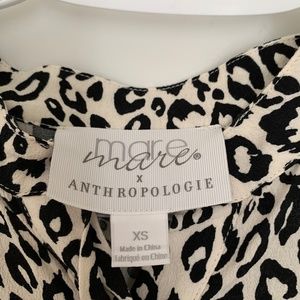 mare
mare®
x
ANTHROPOLOGIE
XS
Made in China
Fabriqué en Chine